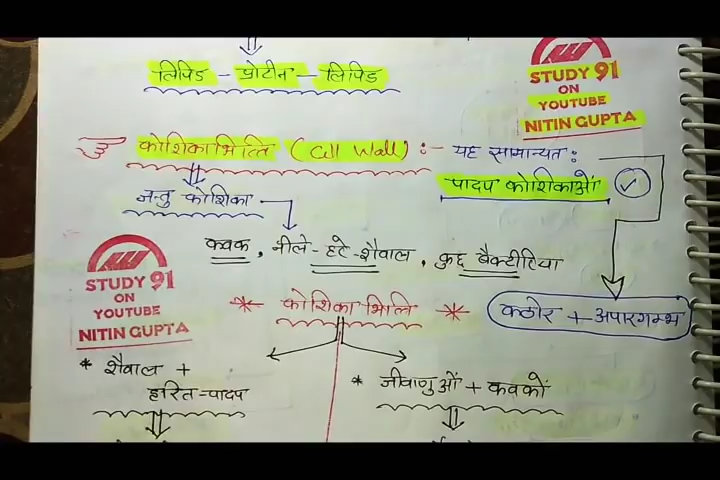 लिपिड - प्रोटीन - लिपिड
STUDY 91
ON
YOUTUBE
NITIN GUPTA
कोशिकाभित्ति (Cell Wall) :- यह सामान्यत:
पादप कोशिकाओं
जन्तु कोशिका
कवक, नीले-हरे-शैवाल, कुछ बैक्टीरिया
STUDY 91
ON
YOUTUBE
NITIN GUPTA
* कोशिकाभित्ति *
कठोर + अपारगम्भ
* शैवाल +
हरित-पादप
* जीवाणुओं + कवकों